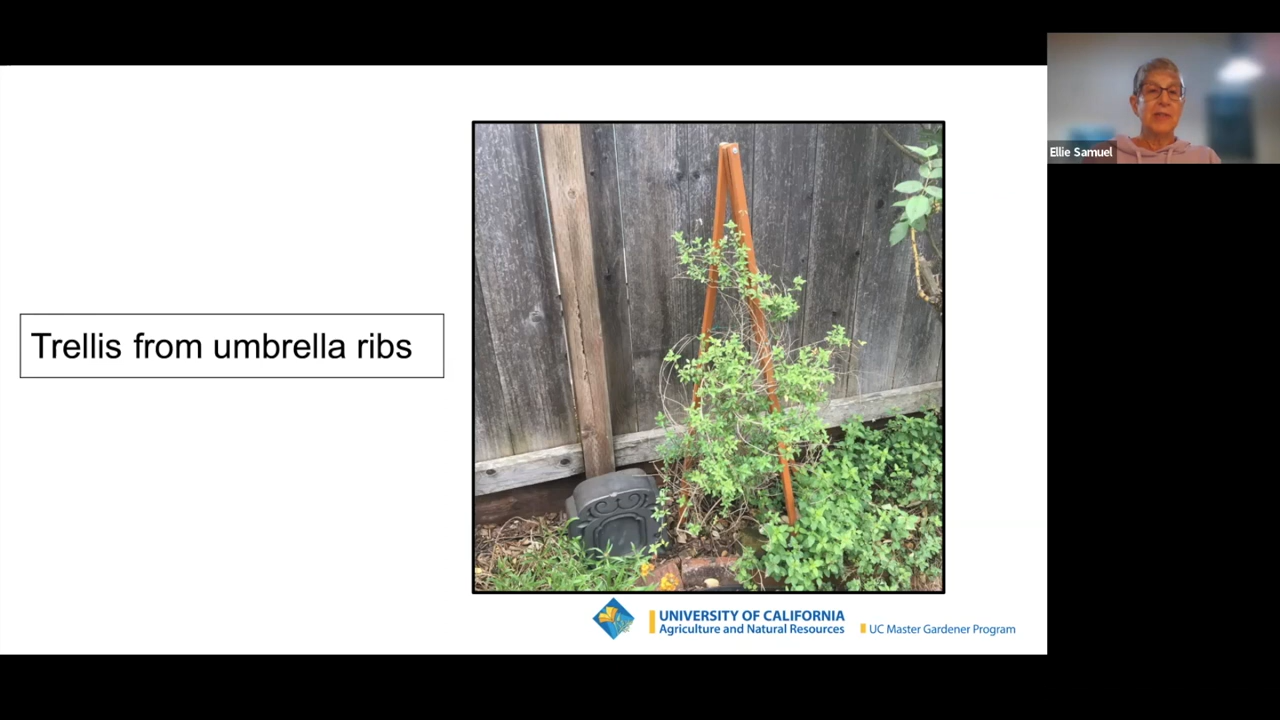 Ellie Samuel
Trellis from umbrella ribs
UNIVERSITY OF CALIFORNIA
Agriculture and Natural Resources
UC Master Gardener Program